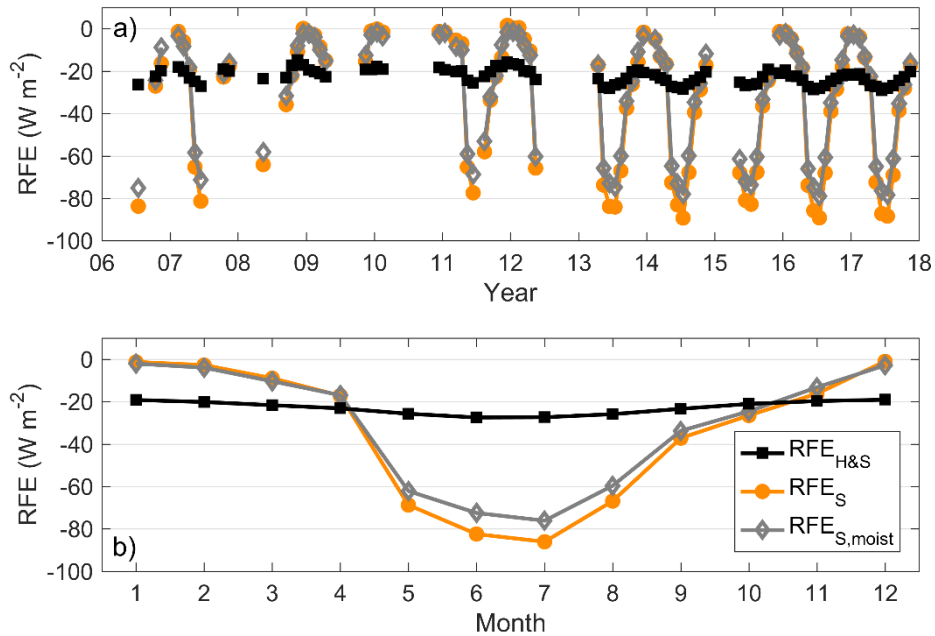 a)
RFE (W m-2)
0
-20
-40
-60
-80
-100
06 07 08 09 10 11 12 13 14 15 16 17 18
Year
RFE (W m-2)
0
-20
-40
-60
-80
-100
b)
RFEH&S
RFES
RFES,moist
1 2 3 4 5 6 7 8 9 10 11 12
Month